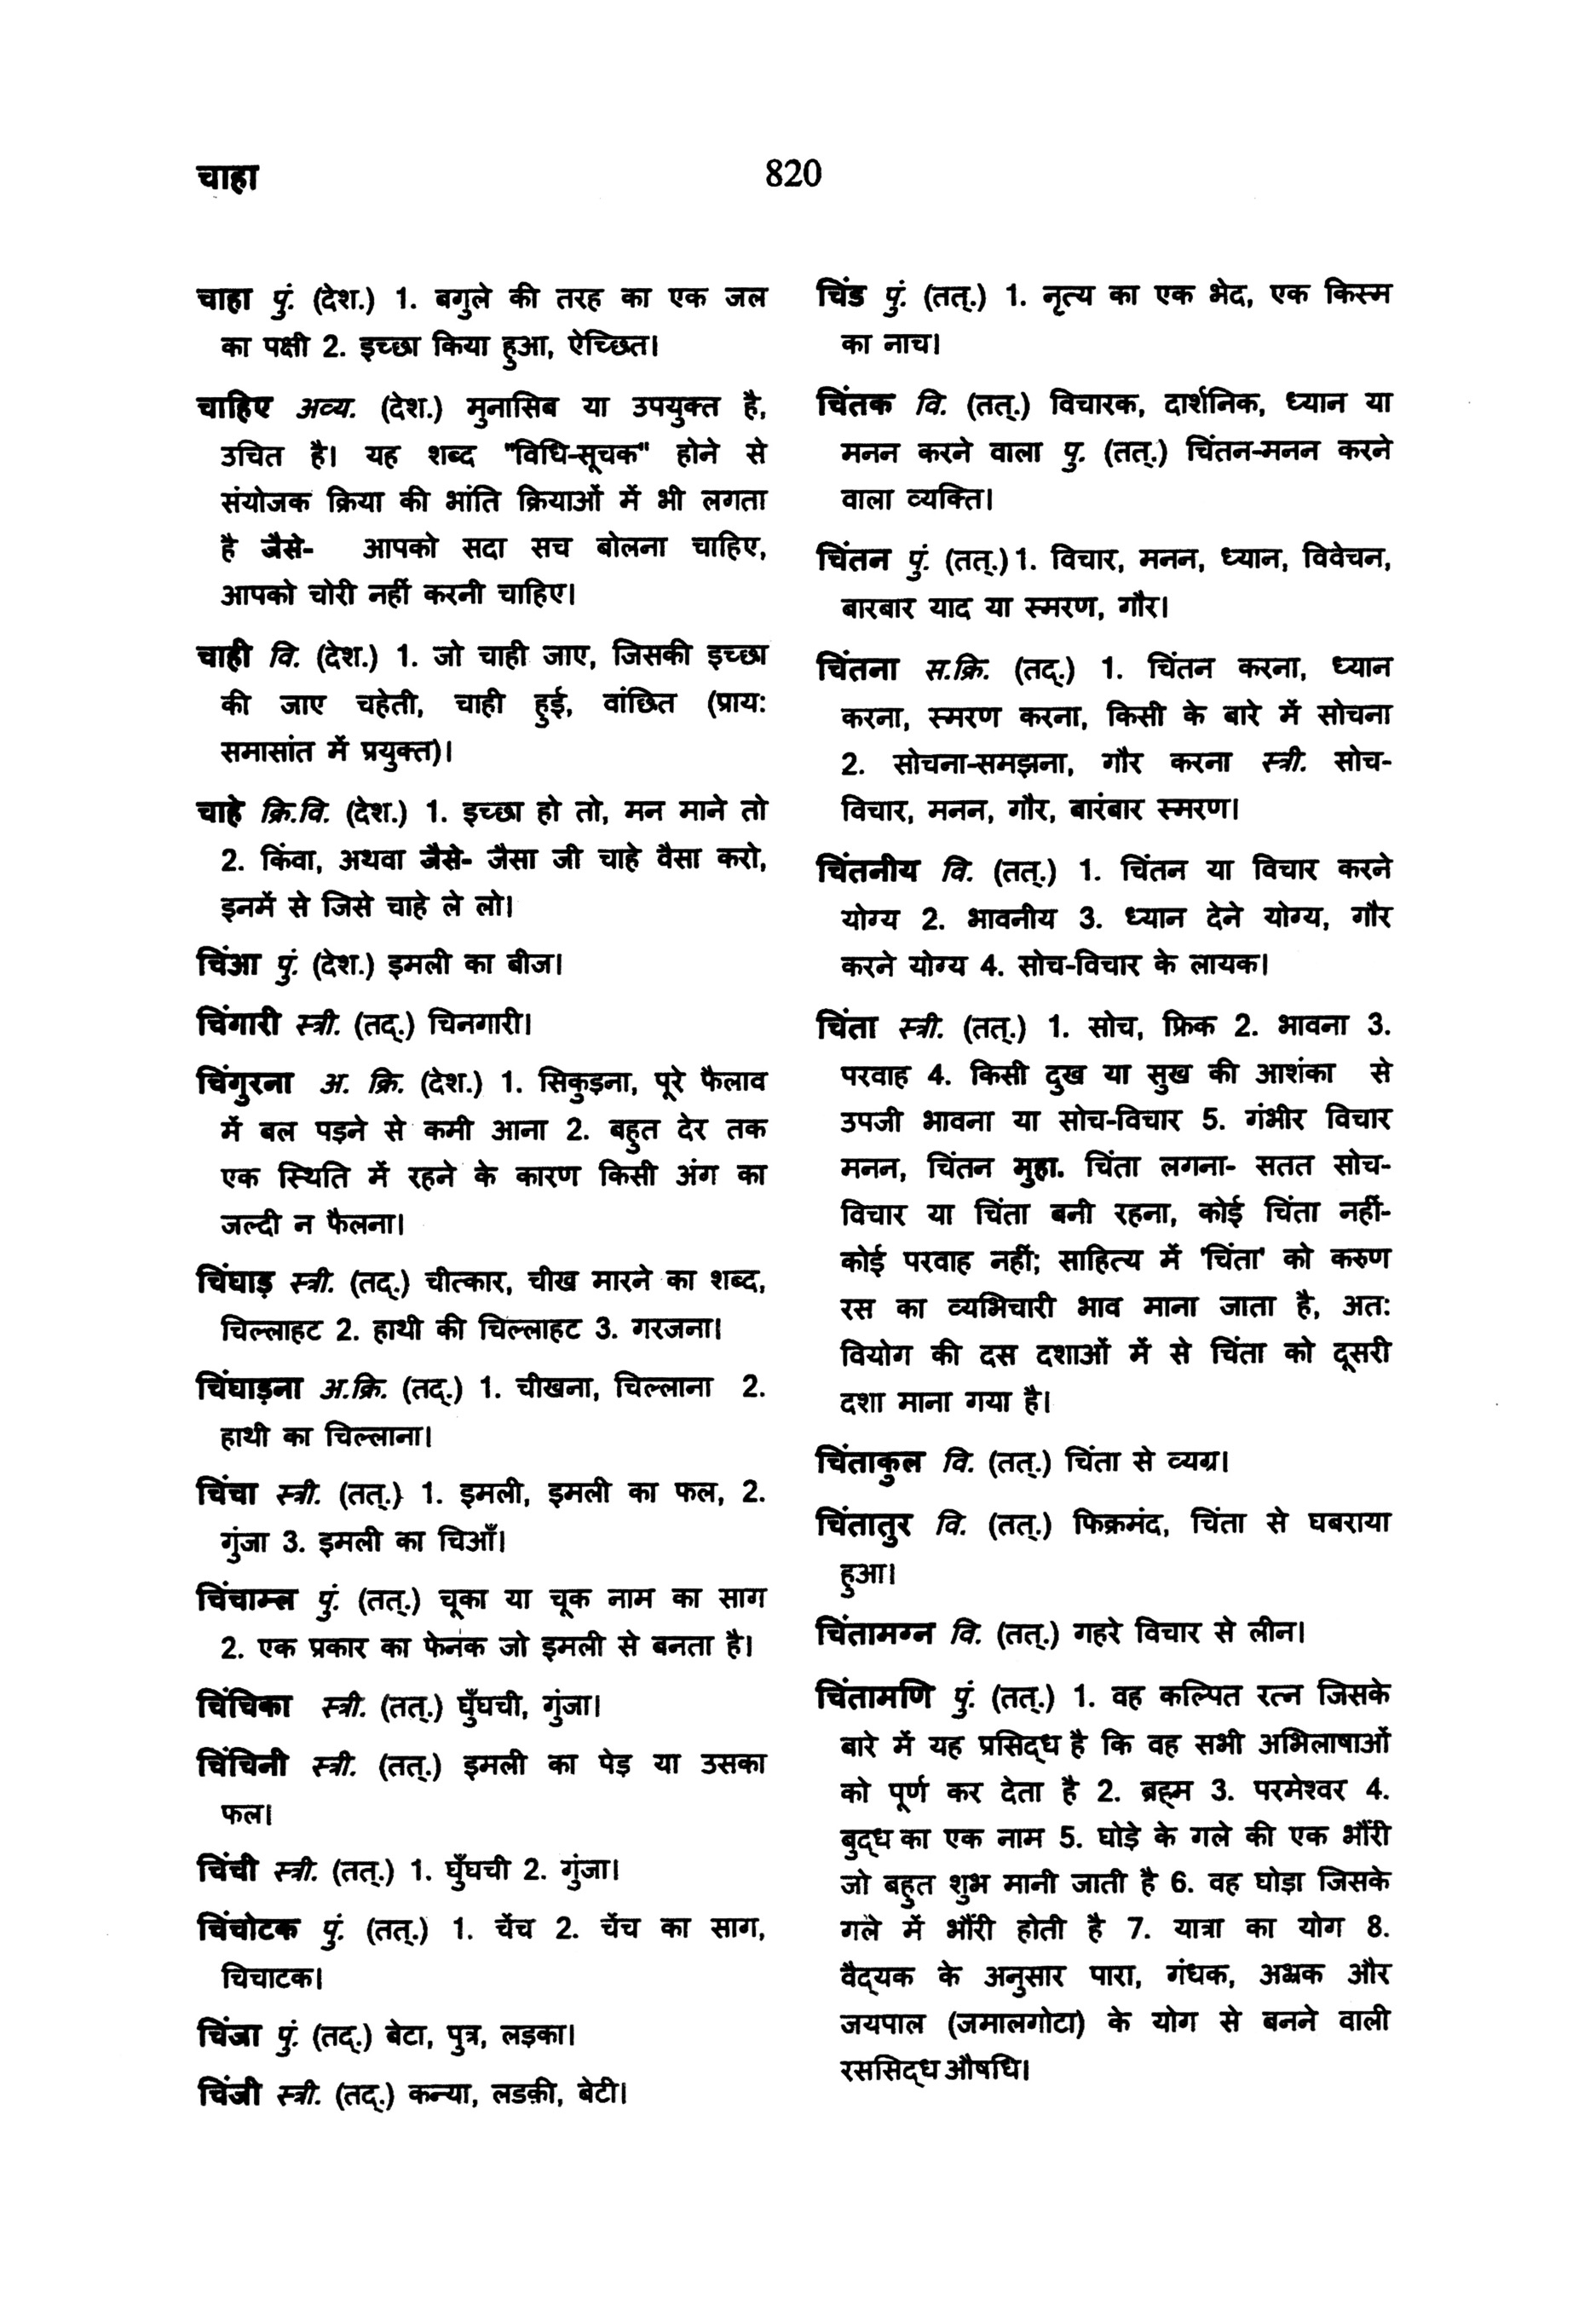 चाहा
820
चाहा पुं. (देश.) 1. बगुले की तरह का एक जल
का पक्षी 2. इच्छा किया हुआ, ऐच्छित।
चाहिए अव्य. (देश.) मुनासिब या उपयुक्त है,
उचित है। यह शब्द "विधि-सूचक" होने से
संयोजक क्रिया की भांति क्रियाओं में भी लगता
है जैसे- आपको सदा सच बोलना चाहिए,
आपको चोरी नहीं करनी चाहिए।
चाही वि. (देश.) 1. जो चाही जाए, जिसकी इच्छा
की जाए चहेती, चाही हुई, वांछित (प्राय:
समासांत में प्रयुक्त)।
चाहे क्रि.वि. (देश.) 1. इच्छा हो तो, मन माने तो
2. किंवा, अथवा जैसे- जैसा जी चाहे वैसा करो,
इनमें से जिसे चाहे ले लो।
चिंआ पुं. (देश.) इमली का बीज।
चिंगारी स्त्री. (तद्.) चिनगारी।
चिंगुरना अ. क्रि. (देश.) 1. सिकुड़ना, पूरे फैलाव
में बल पड़ने से कमी आना 2. बहुत देर तक
एक स्थिति में रहने के कारण किसी अंग का
जल्दी न फैलना।
चिंघाड़ स्त्री. (तद्.) चीत्कार, चीख मारने का शब्द,
चिल्लाहट 2. हाथी की चिल्लाहट 3. गरजना।
चिंघाड़ना अ.क्रि. (तद्.) 1. चीखना, चिल्लाना 2.
हाथी का चिल्लाना।
चिंचा स्त्री. (तत्.) 1. इमली, इमली का फल, 2.
गुंजा 3. इमली का चिआँ।
चिंचाम्ल पुं. (तत्.) चूका या चूक नाम का साग
2. एक प्रकार का फेनक जो इमली से बनता है।
चिंचिका स्त्री. (तत्.) घुँघची, गुंजा।
चिंचिनी स्त्री. (तत्.) इमली का पेड़ या उसका
फल।
चिंची स्त्री. (तत्.) 1. घुँघची 2. गुंजा।
चिंचोटक पुं. (तत्.) 1. चेंच 2. चेंच का साग,
चिचाटक।
चिंजा पुं. (तद्.) बेटा, पुत्र, लड़का।
चिंजी स्त्री. (तद्.) कन्या, लडक़ी, बेटी।
चिंड पुं. (तत्.) 1. नृत्य का एक भेद, एक किस्म
का नाच।
चिंतक वि. (तत्.) विचारक, दार्शनिक, ध्यान या
मनन करने वाला पु. (तत्.) चिंतन-मनन करने
वाला व्यक्ति।
चिंतन पुं. (तत्.) 1. विचार, मनन, ध्यान, विवेचन,
बारबार याद या स्मरण, गौर।
चिंतना स.क्रि. (तद्.) 1. चिंतन करना, ध्यान
करना, स्मरण करना, किसी के बारे में सोचना
2. सोचना-समझना, गौर करना स्त्री. सोच-
विचार, मनन, गौर, बारंबार स्मरण।
चिंतनीय वि. (तत्.) 1. चिंतन या विचार करने
योग्य 2. भावनीय 3. ध्यान देने योग्य, गौर
करने योग्य 4. सोच-विचार के लायक।
चिंता स्त्री. (तत्.) 1. सोच, फ्रिक 2. भावना 3.
परवाह 4. किसी दुख या सुख की आशंका से
उपजी भावना या सोच-विचार 5. गंभीर विचार
मनन, चिंतन मुहा. चिंता लगना- सतत सोच-
विचार या चिंता बनी रहना, कोई चिंता नहीं-
कोई परवाह नहीं; साहित्य में 'चिंता' को करुण
रस का व्यभिचारी भाव माना जाता है, अत:
वियोग की दस दशाओं में से चिंता को दूसरी
दशा माना गया है।
चिंताकुल वि. (तत्.) चिंता से व्यग्र।
चिंतातुर वि. (तत्.) फिक्रमंद, चिंता से घबराया
हुआ।
चिंतामग्न वि. (तत्.) गहरे विचार से लीन।
चिंतामणि पुं. (तत्.) 1. वह कल्पित रत्न जिसके
बारे में यह प्रसिद्ध है कि वह सभी अभिलाषाओं
को पूर्ण कर देता है 2. ब्रह्म 3. परमेश्वर 4.
बुद्ध का एक नाम 5. घोड़े के गले की एक भौंरी
जो बहुत शुभ मानी जाती है 6. वह घोड़ा जिसके
गले में भौंरी होती है 7. यात्रा का योग 8.
वैद्यक के अनुसार पारा, गंधक, अभ्रक और
जयपाल (जमालगोटा) के योग से बनने वाली
रससिद्ध औषधि।